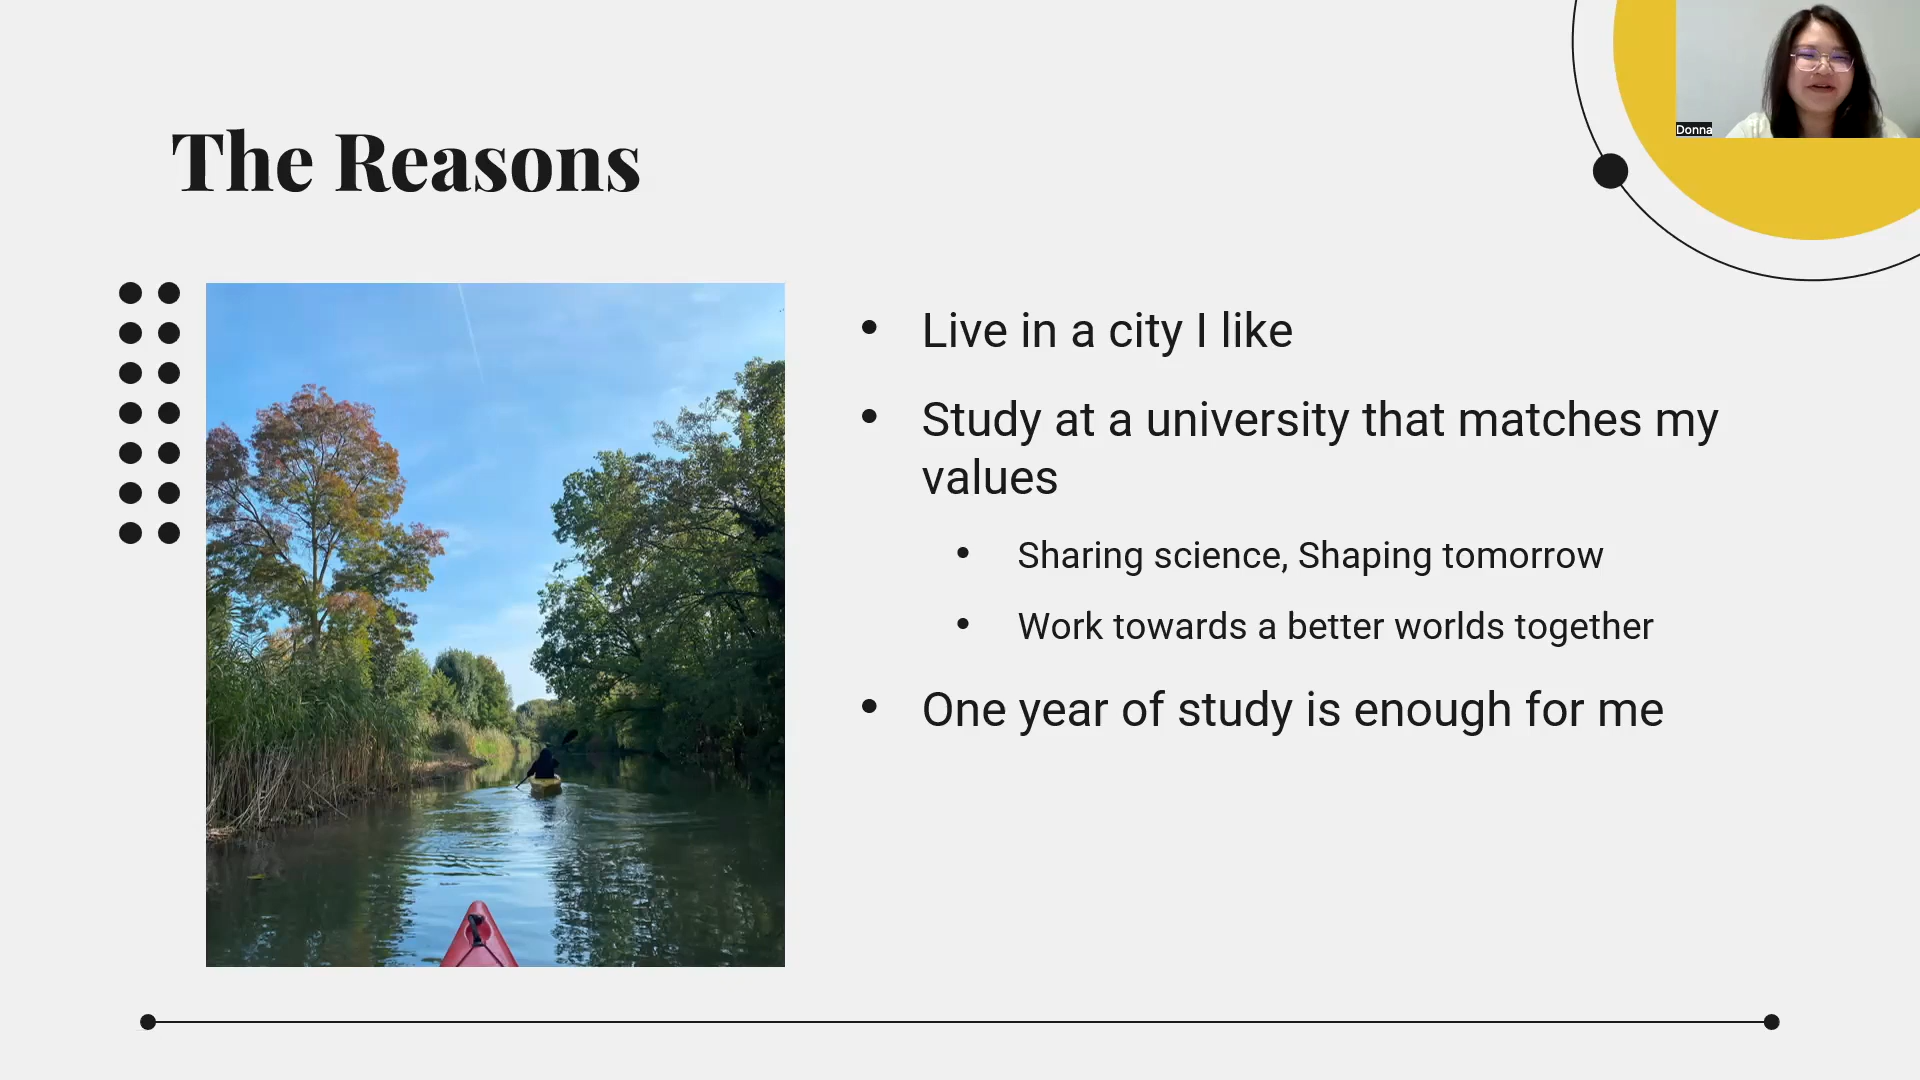 Donna
The Reasons
Live in a city I like
Study at a university that matches my
values
Sharing science, Shaping tomorrow
Work towards a better worlds together
One year of study is enough for me